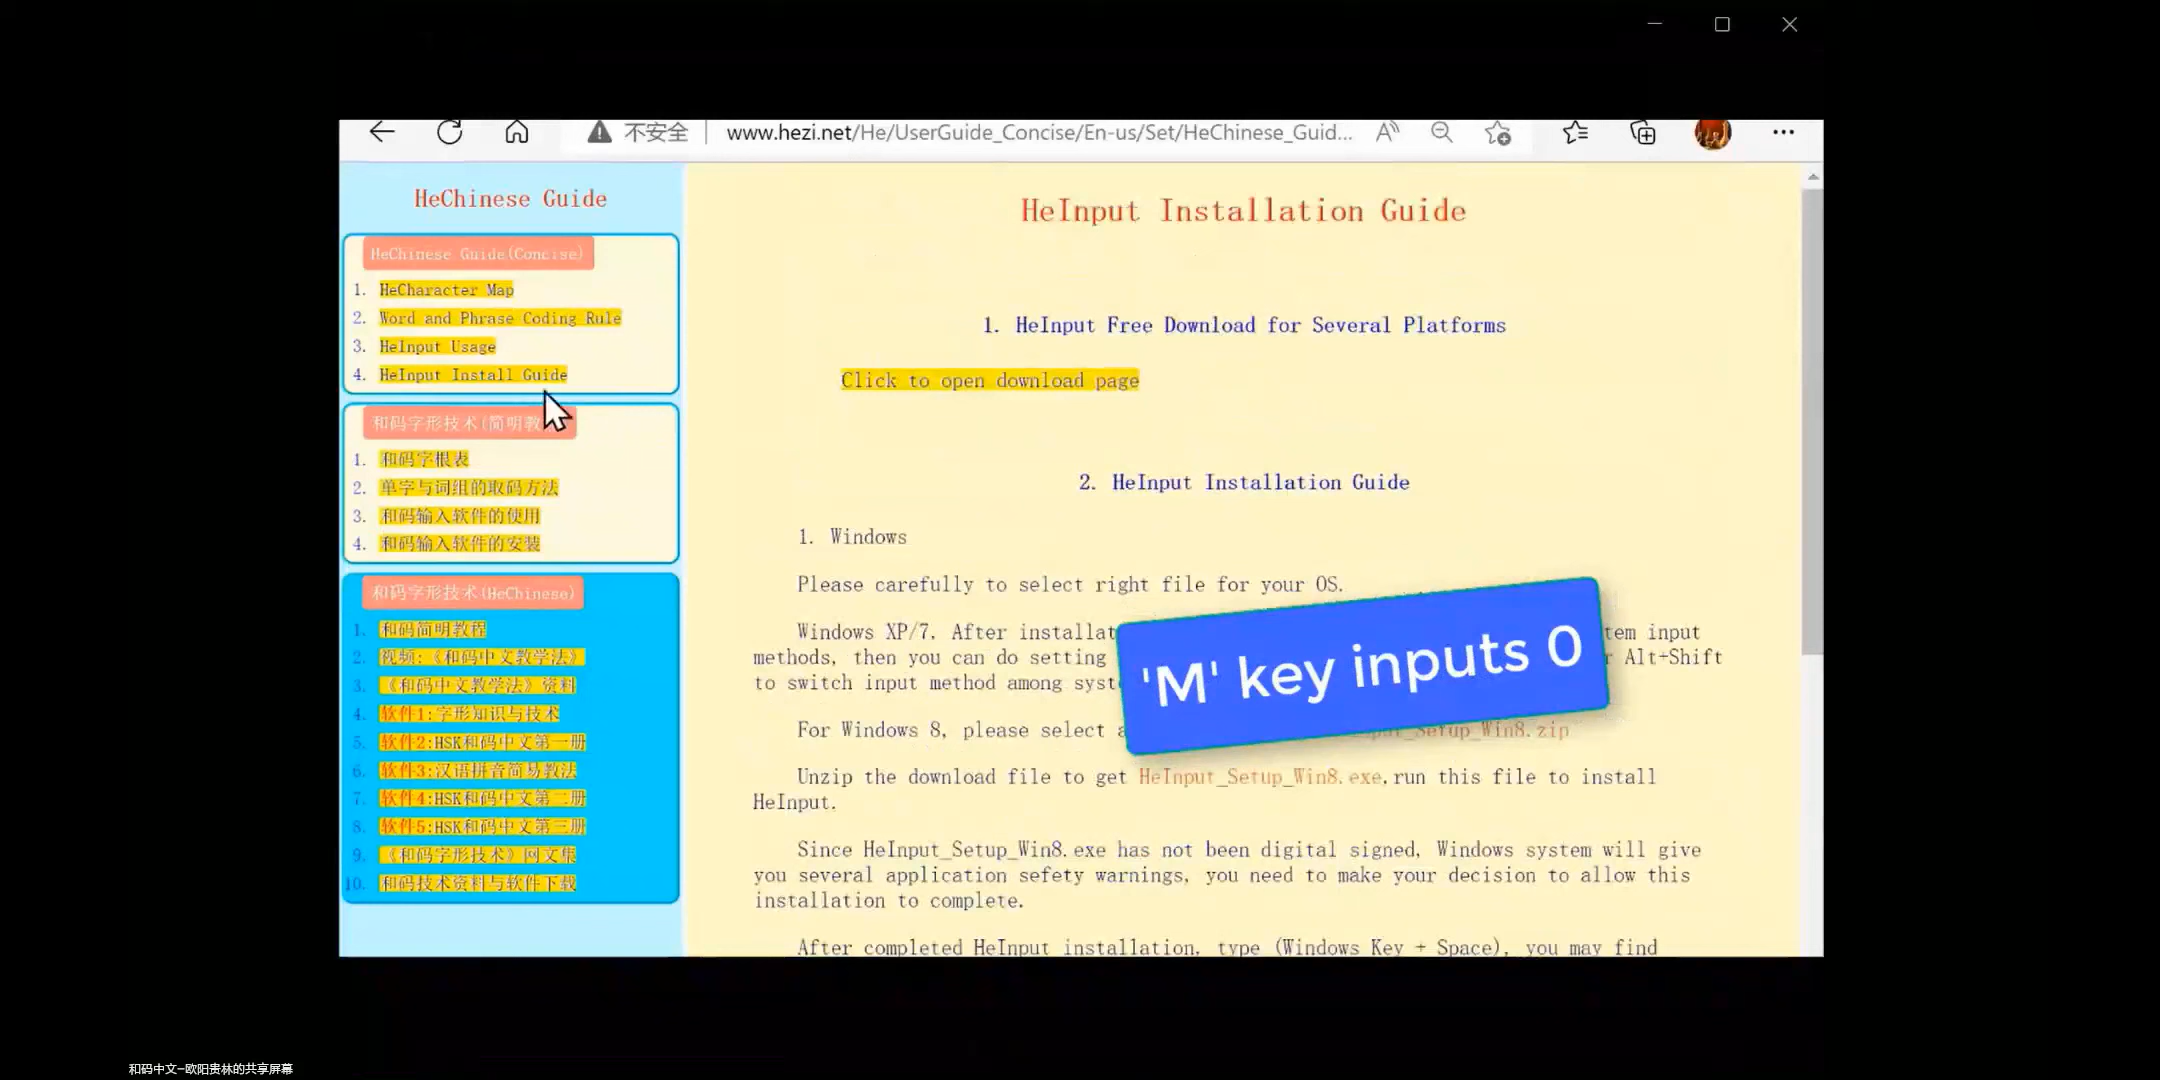 不安全 www.hezi.net/He/UserGuide_Concise/En-us/Set/HeChinese_Guid...
HeChinese Guide
HeChinese Guide(Concise)
1. HeCharacter Map
2. Word and Phrase Coding Rule
3. HeInput Usage
4. HeInput Install Guide
和码字形技术(简明教
1. 和码字根表
2. 单字与词组的取码方法
3. 和码输入软件的使用
4. 和码输入软件的安装
和码字形技术(HeChinese)
1. 和码简明教程
2. 视频:《和码中文教学法》
3. 《和码中文教学法》资料
4. 软件1:字形知识与技术
5. 软件2:HSK和码中文第一册
6. 软件3:汉语拼音简易教法
7. 软件4:HSK和码中文第二册
8. 软件5:HSK和码中文第三册
9. 《和码字形技术》网文集
10. 和码技术资料与软件下载
HeInput Installation Guide
1. HeInput Free Download for Several Platforms
Click to open download page
2. HeInput Installation Guide
1. Windows
Please carefully to select right file for your OS.
Windows XP/7. After installat tem input
methods, then you can do setting r Alt+Shift
to switch input method among syst
For Windows 8, please select a put_Setup_Win8.zip
Unzip the download file to get HeInput_Setup_Win8.exe,run this file to install
HeInput.
Since HeInput_Setup_Win8.exe has not been digital signed, Windows system will give
you several application sefety warnings, you need to make your decision to allow this
installation to complete.
After completed HeInput installation, type (Windows Key + Space), you may find
'M' key inputs 0
和码中文-欧阳贵林的共享屏幕